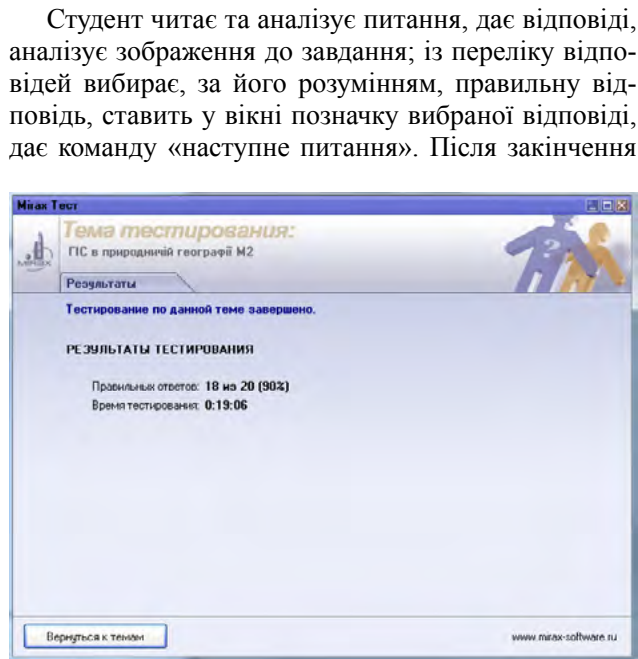 Студент читає та аналізує питання, дає відповіді,
аналізує зображення до завдання; із переліку відпо-
відей вибирає, за його розумінням, правильну від-
повідь, ставить у вікні позначку вибраної відповіді,
дає команду «наступне питання». Після закінчення
Mirax Тест
Тема тестирования:
ГІС в природничій географії М2
MIRAX
Результаты
Тестирование по данной теме завершено.
РЕЗУЛЬТАТЫ ТЕСТИРОВАНИЯ
Правильных ответов: 18 из 20 (90%)
Время тестирования: 0:19:06
Вернуться к темам
www.mirax-software.ru